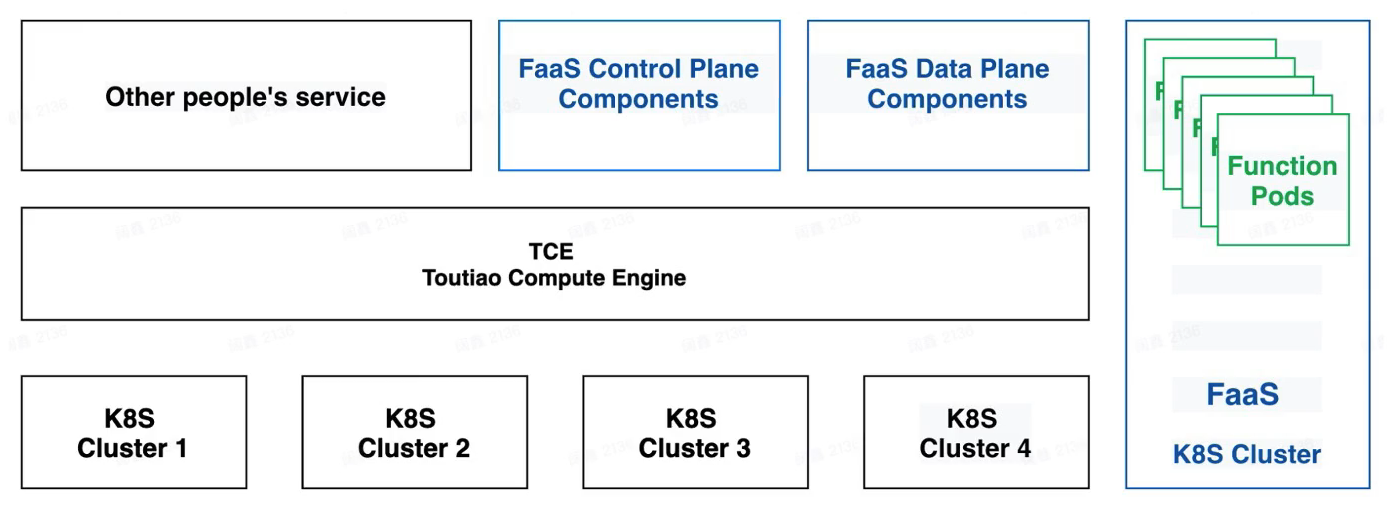 Other people's service
FaaS Control Plane
Components
FaaS Data Plane
Components
F
F
F
F
Function
Pods
TCE
Toutiao Compute Engine
K8S
Cluster 1
K8S
Cluster 2
K8S
Cluster 3
K8S
Cluster 4
FaaS
K8S Cluster